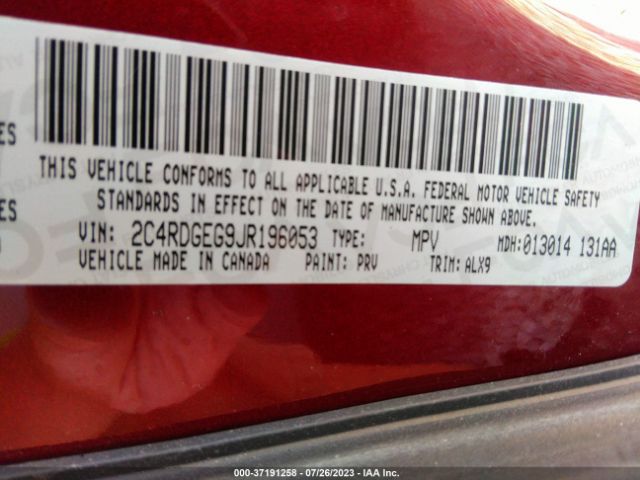 ES
THIS VEHICLE CONFORMS TO ALL APPLICABLE U.S.A. FEDERAL MOTOR VEHICLE SAFETY
STANDARDS IN EFFECT ON THE DATE OF MANUFACTURE SHOWN ABOVE.
ES
VIN: 2C4RDGEG9JR196053 TYPE: MPV MDH:013014 131AA
VEHICLE MADE IN CANADA PAINT: PRV TRIM: ALX9
000-37191258 - 07/26/2023 - IAA Inc.